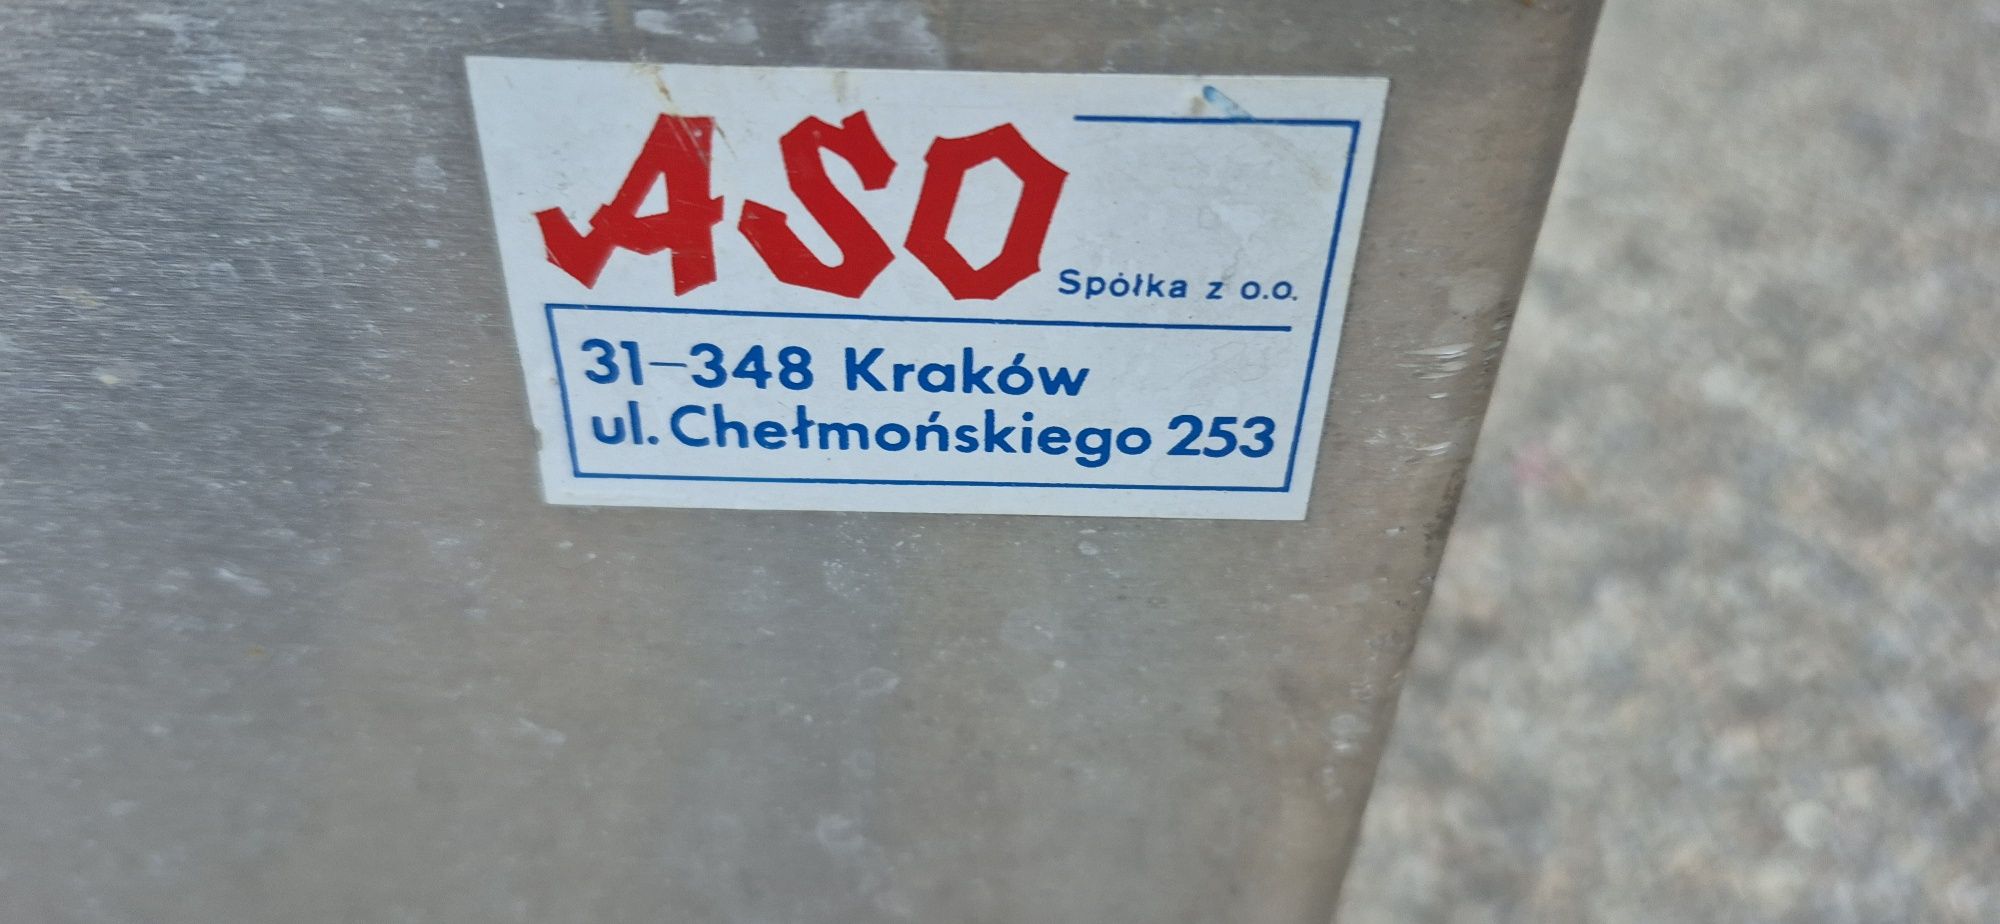 ASO Spółka z o.o.
31-348 Kraków
ul. Chełmońskiego 253